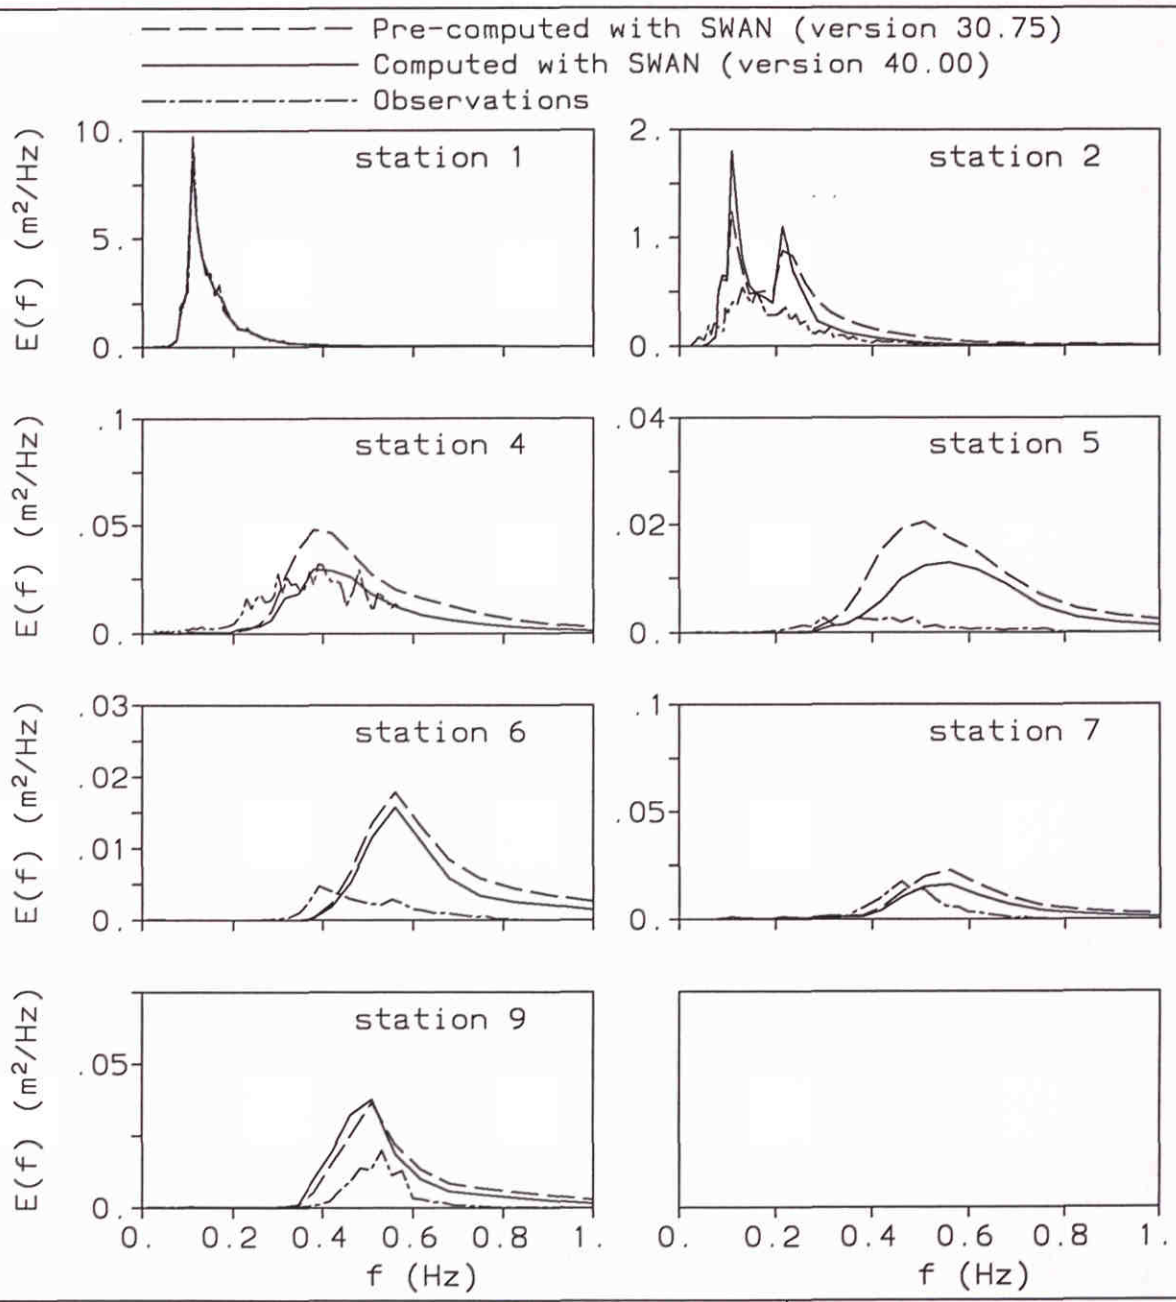 Pre-computed with SWAN (version 30.75)
Computed with SWAN (version 40.00)
Observations
E(f) (m²/Hz)
10.
5.
0.
station 1
2.
1.
0.
station 2
E(f) (m²/Hz)
.1
.05
0.
station 4
.04
.02
0.
station 5
E(f) (m²/Hz)
.03
.02
.01
0.
station 6
.1
.05
0.
station 7
E(f) (m²/Hz)
.05
0.
station 9
0. 0.2 0.4 0.6 0.8 1.
f (Hz)
0. 0.2 0.4 0.6 0.8 1.
f (Hz)